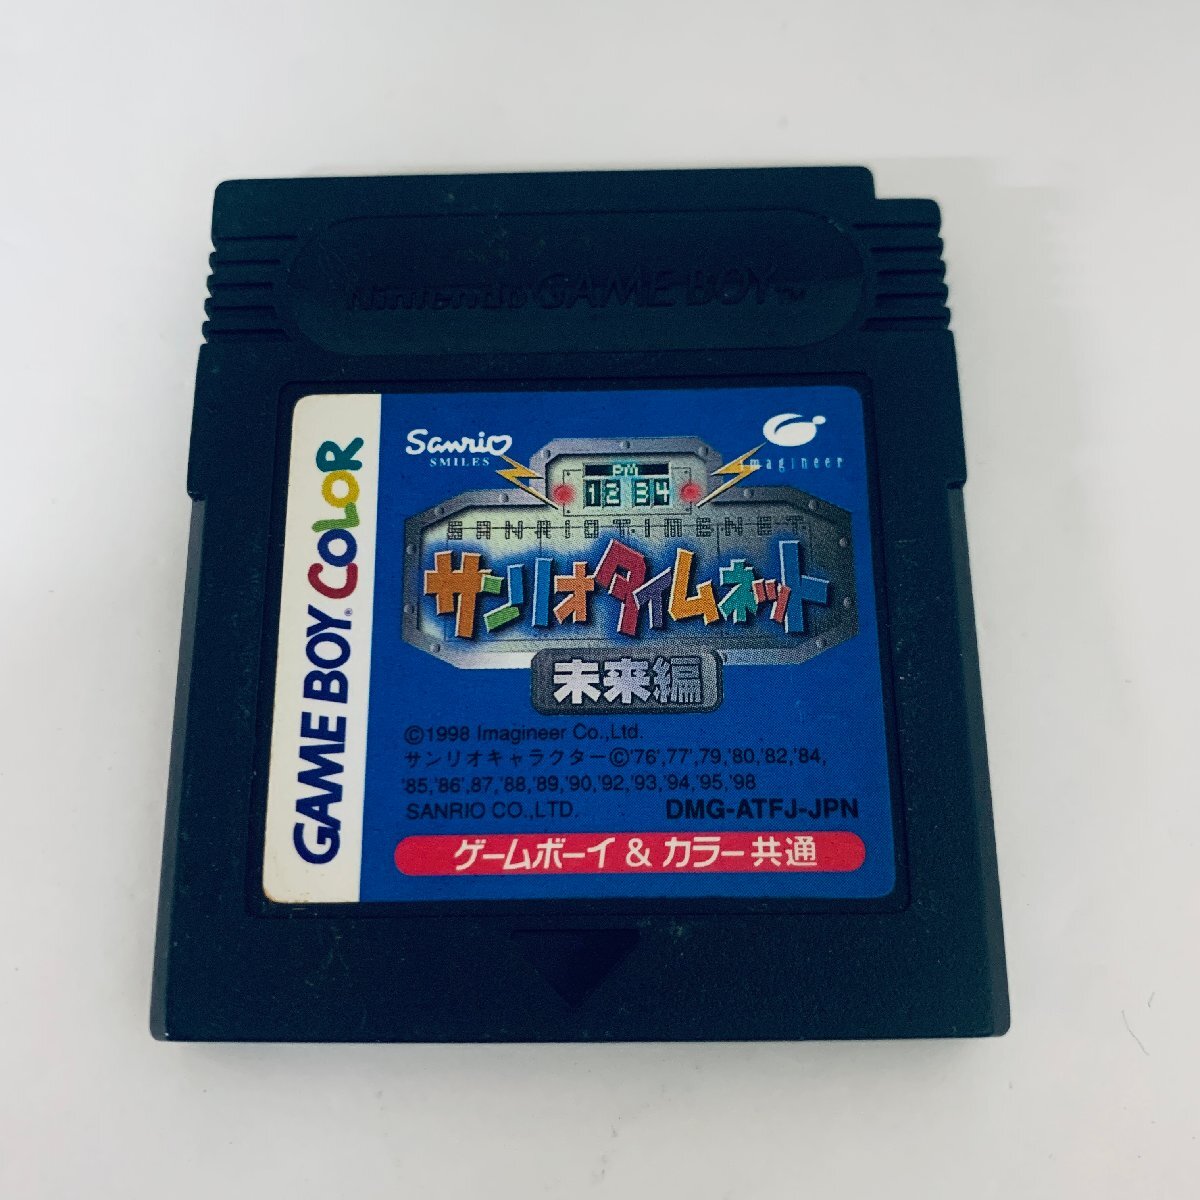 Nintendo GAME BOY™
GAME BOY® COLOR
Sanrio
SMILES
imagineer
PM
12 34
SANRIOTIMENET
サンリオタイムネット
未来編
©1998 Imagineer Co.,Ltd.
サンリオキャラクター©'76',77',79,'80,'82,'84,
'85,'86',87,'88,'89,'90,'92,'93,'94,'95,'98
SANRIO CO.,LTD. DMG-ATFJ-JPN
ゲームボーイ & カラー共通